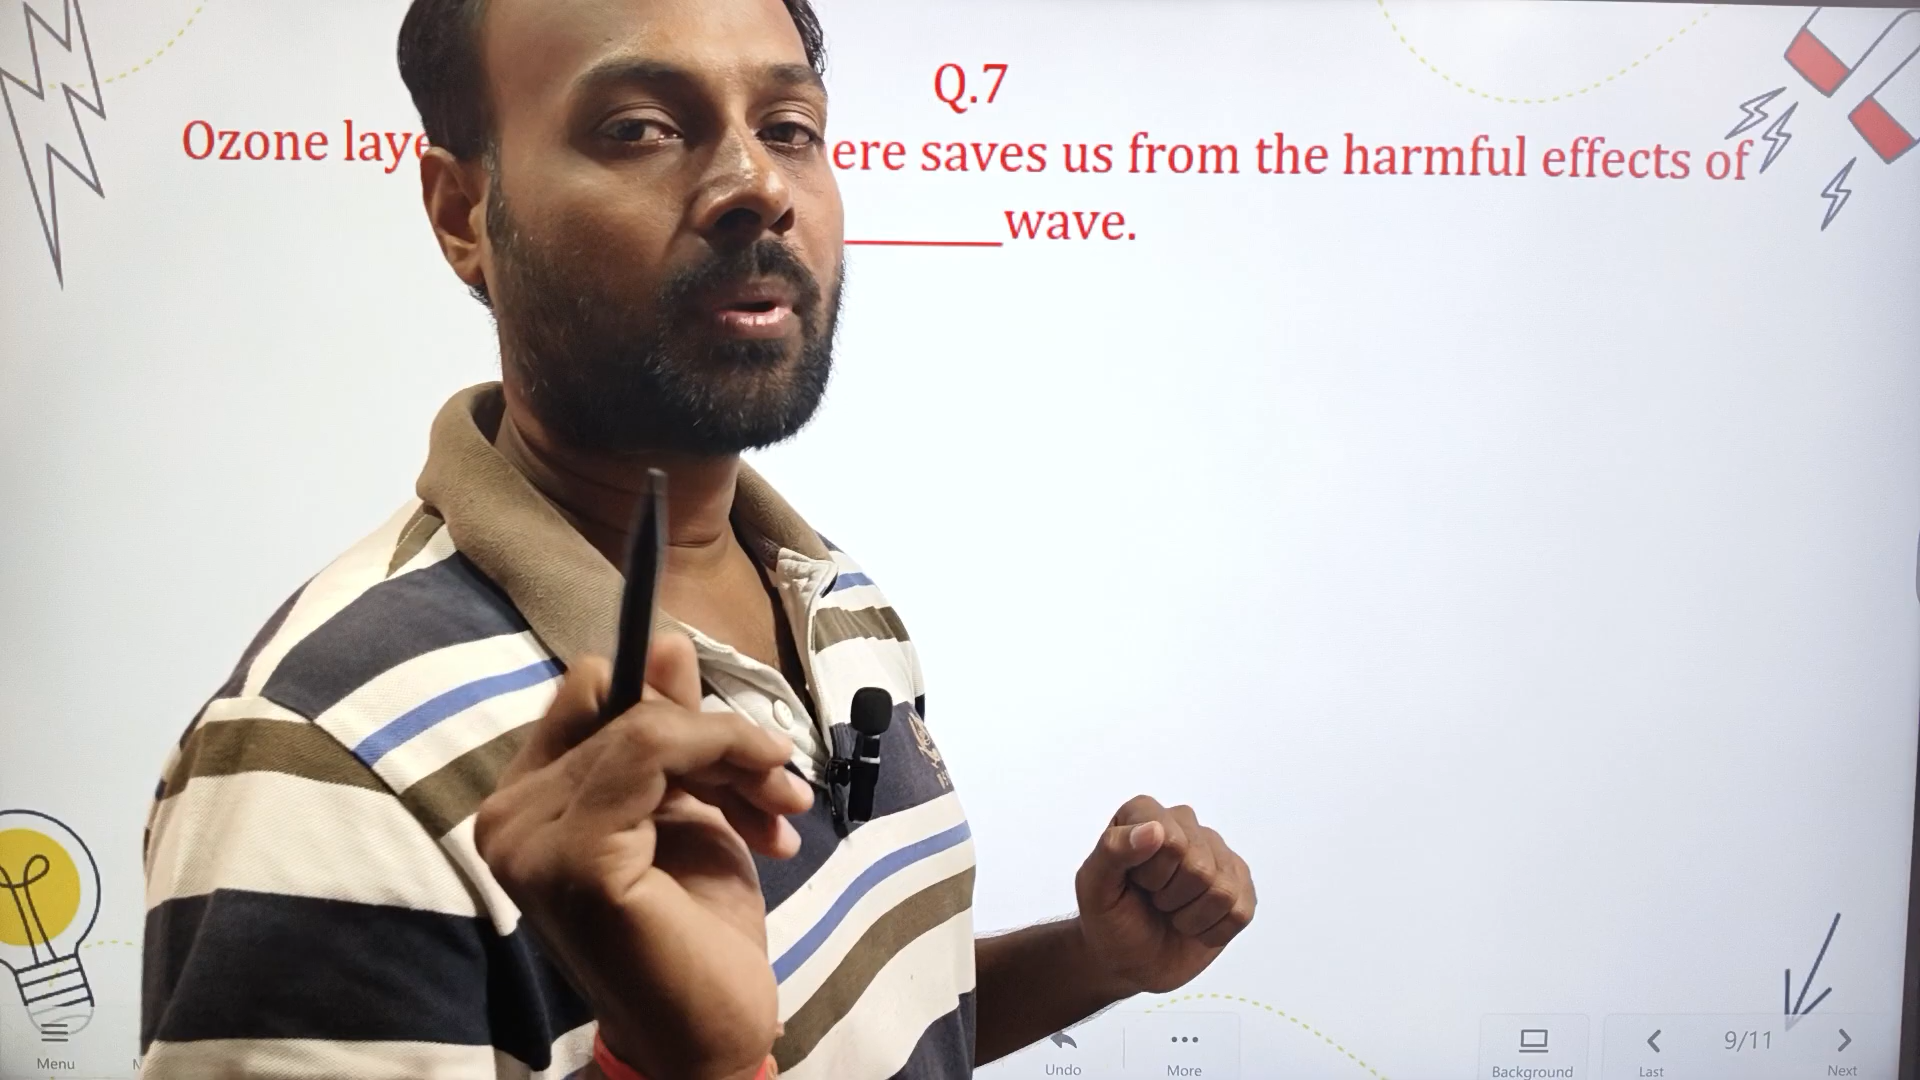 Q.7
Ozone laye ere saves us from the harmful effects of
______wave.
Menu
Undo
More
Background
Last
9/11
Next